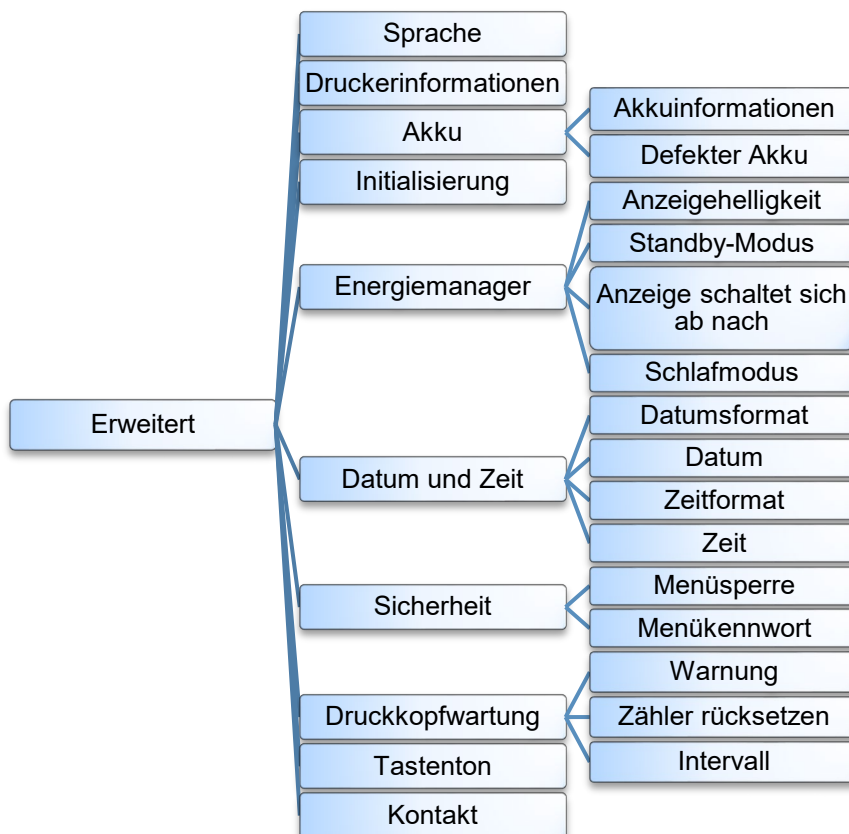 Erweitert
Sprache
Druckerinformationen
Akku
Akkuinformationen
Defekter Akku
Initialisierung
Energiemanager
Anzeigehelligkeit
Standby-Modus
Anzeige schaltet sich
ab nach
Schlafmodus
Datum und Zeit
Datumsformat
Datum
Zeitformat
Zeit
Sicherheit
Menüsperre
Menükennwort
Druckkopfwartung
Warnung
Zähler rücksetzen
Intervall
Tastenton
Kontakt